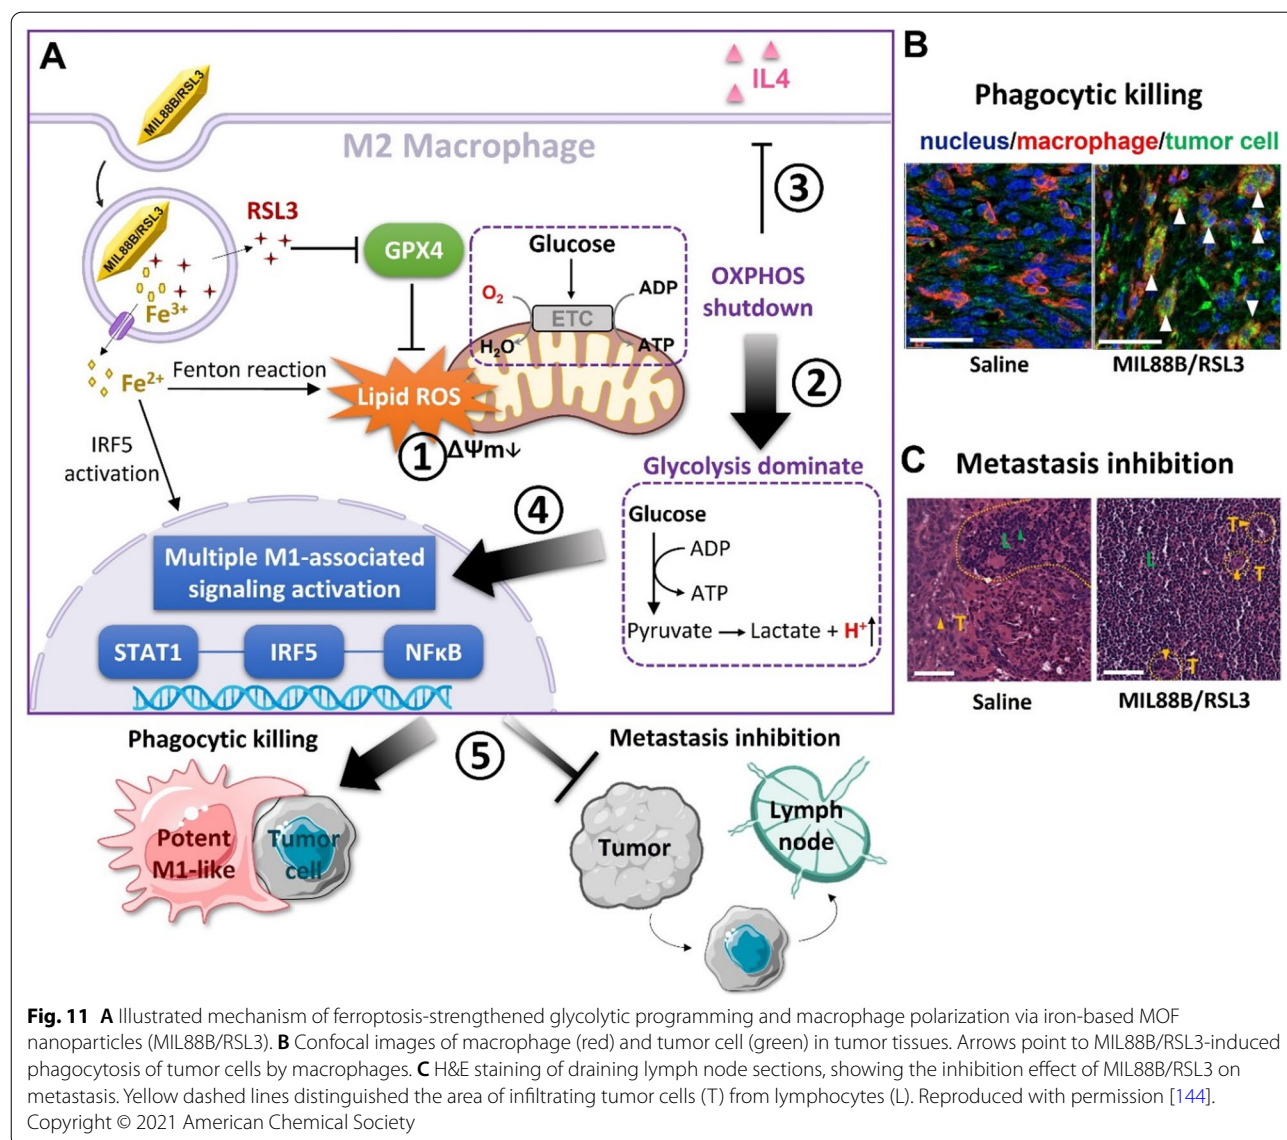 A
MIL88B/RSL3
IL4
M2 Macrophage
MIL88B/RSL3
RSL3
GPX4
Glucose
O2
ADP
ETC
H2O
ATP
OXPHOS
shutdown
③
Fe3+
Fe2+
Fenton reaction
Lipid ROS
①
ΔΨm↓
②
IRF5
activation
Glycolysis dominate
④
Glucose
ADP
ATP
Pyruvate → Lactate + H+↑
Multiple M1-associated
signaling activation
STAT1
IRF5
NFκB
Phagocytic killing
⑤
Metastasis inhibition
Potent
M1-like
Tumor
cell
Tumor
Lymph
node
B
Phagocytic killing
nucleus/macrophage/tumor cell
Saline
MIL88B/RSL3
C
Metastasis inhibition
L
T
T
L
T
T
Saline
MIL88B/RSL3
Fig. 11 A Illustrated mechanism of ferroptosis-strengthened glycolytic programming and macrophage polarization via iron-based MOF
nanoparticles (MIL88B/RSL3). B Confocal images of macrophage (red) and tumor cell (green) in tumor tissues. Arrows point to MIL88B/RSL3-induced
phagocytosis of tumor cells by macrophages. C H&E staining of draining lymph node sections, showing the inhibition effect of MIL88B/RSL3 on
metastasis. Yellow dashed lines distinguished the area of infiltrating tumor cells (T) from lymphocytes (L). Reproduced with permission [144].
Copyright © 2021 American Chemical Society